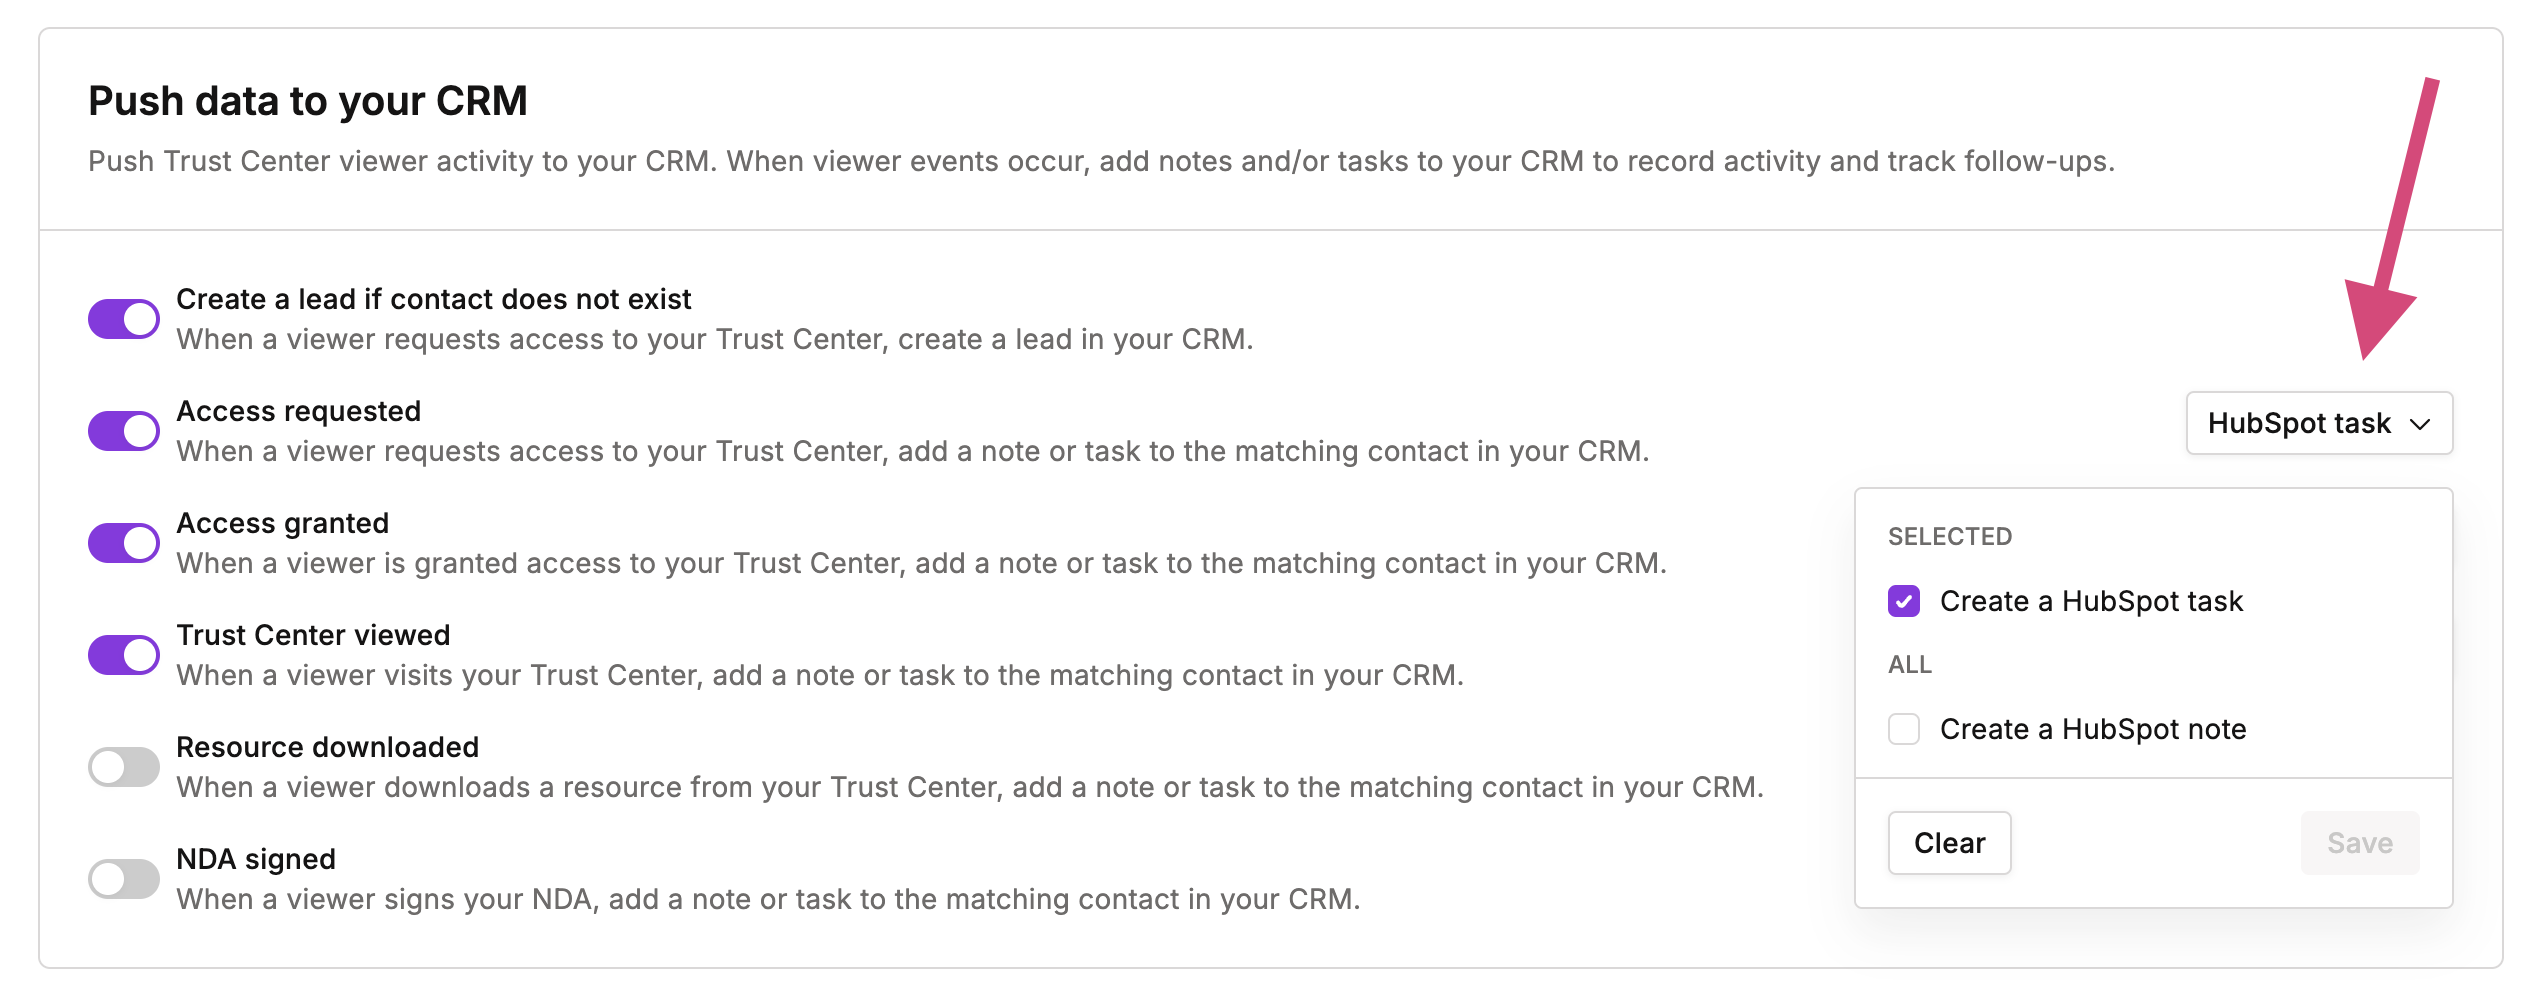 Push data to your CRM
Push Trust Center viewer activity to your CRM. When viewer events occur, add notes and/or tasks to your CRM to record activity and track follow-ups.
Create a lead if contact does not exist
When a viewer requests access to your Trust Center, create a lead in your CRM.
Access requested
When a viewer requests access to your Trust Center, add a note or task to the matching contact in your CRM.
HubSpot task
Access granted
When a viewer is granted access to your Trust Center, add a note or task to the matching contact in your CRM.
Trust Center viewed
When a viewer visits your Trust Center, add a note or task to the matching contact in your CRM.
Resource downloaded
When a viewer downloads a resource from your Trust Center, add a note or task to the matching contact in your CRM.
NDA signed
When a viewer signs your NDA, add a note or task to the matching contact in your CRM.
SELECTED
Create a HubSpot task
ALL
Create a HubSpot note
Clear
Save